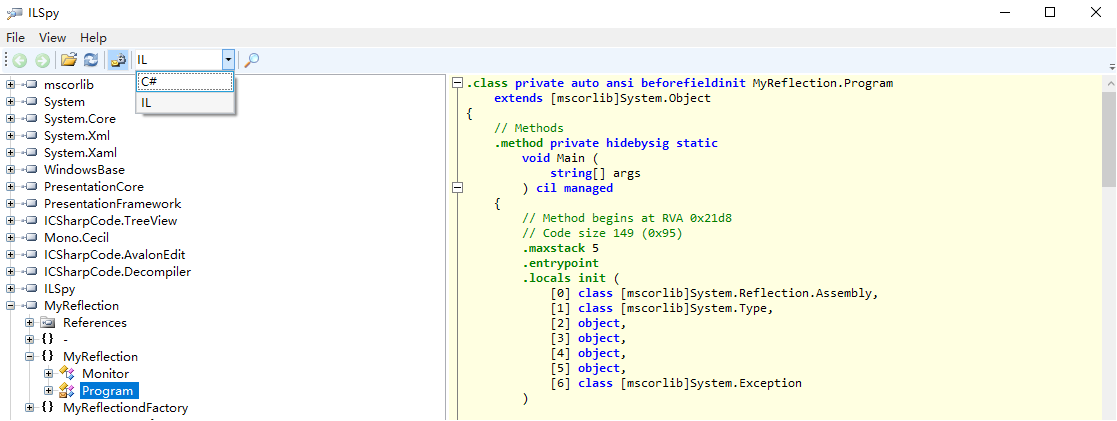 ILSpy
File View Help
IL
C#
IL
mscorlib
System
System.Core
System.Xml
System.Xaml
WindowsBase
PresentationCore
PresentationFramework
ICSharpCode.TreeView
Mono.Cecil
ICSharpCode.AvalonEdit
ICSharpCode.Decompiler
ILSpy
MyReflection
References
{} -
{} MyReflection
Monitor
Program
{} MyReflectiondFactory
.class private auto ansi beforefieldinit MyReflection.Program
extends [mscorlib]System.Object
{
// Methods
.method private hidebysig static
void Main (
string[] args
) cil managed
{
// Method begins at RVA 0x21d8
// Code size 149 (0x95)
.maxstack 5
.entrypoint
.locals init (
[0] class [mscorlib]System.Reflection.Assembly,
[1] class [mscorlib]System.Type,
[2] object,
[3] object,
[4] object,
[5] object,
[6] class [mscorlib]System.Exception
)